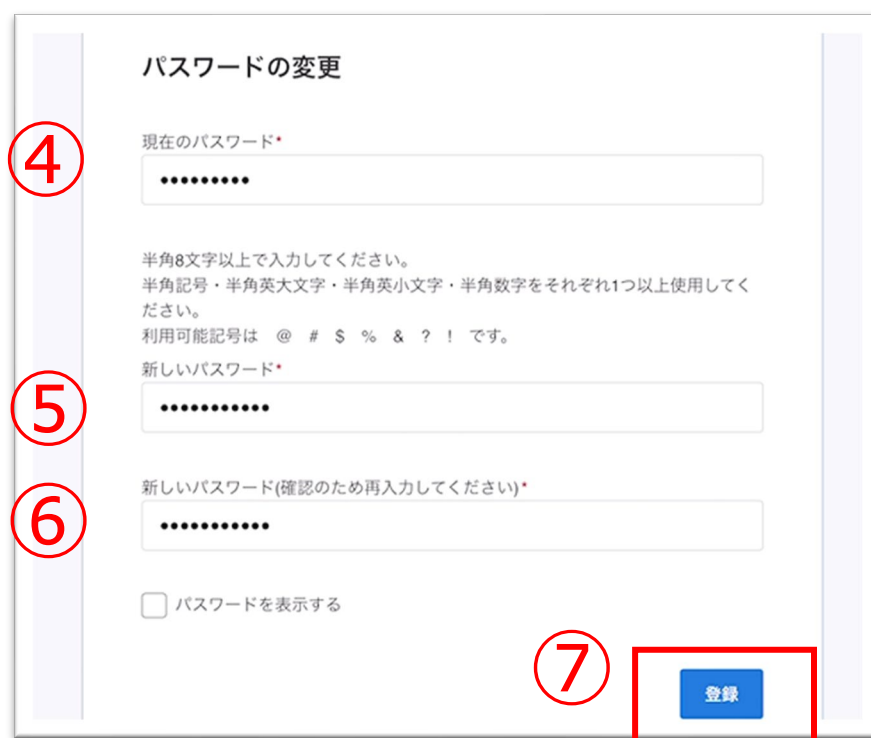 パスワードの変更
④
現在のパスワード*
•••••••••
半角8文字以上で入力してください。
半角記号・半角英大文字・半角英小文字・半角数字をそれぞれ1つ以上使用してく
ださい。
利用可能記号は　@　#　$　%　&　?　!　です。
新しいパスワード*
⑤
•••••••••••
新しいパスワード(確認のため再入力してください)*
⑥
•••••••••••
パスワードを表示する
⑦
登録